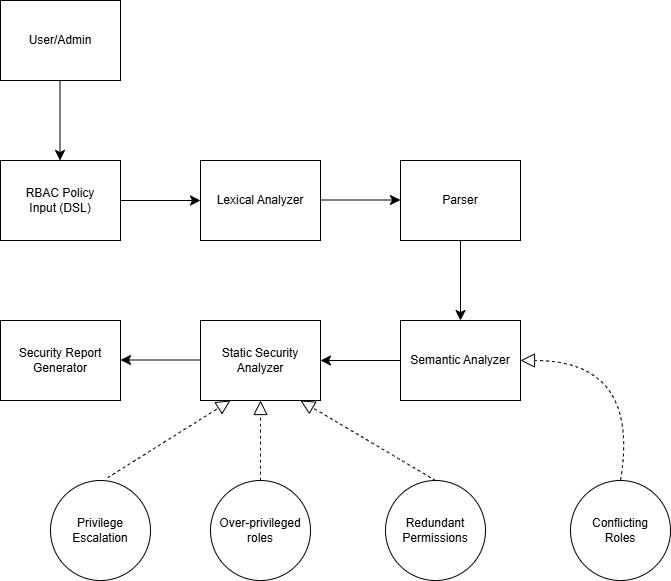 User/Admin
RBAC Policy
Input (DSL)
Lexical Analyzer
Parser
Security Report
Generator
Static Security
Analyzer
Semantic Analyzer
Privilege
Escalation
Over-privileged
roles
Redundant
Permissions
Conflicting
Roles